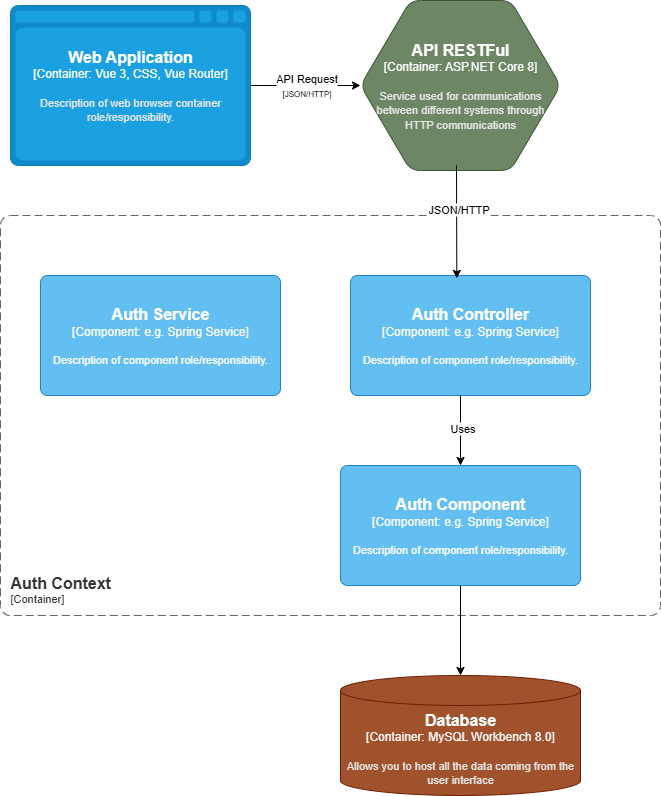 Web Application
[Container: Vue 3, CSS, Vue Router]
Description of web browser container
role/responsibility.
API Request
[JSON/HTTP]
API RESTFul
[Container: ASP.NET Core 8]
Service used for communications
between different systems through
HTTP communications
JSON/HTTP
Auth Service
[Component: e.g. Spring Service]
Description of component role/responsibility.
Auth Controller
[Component: e.g. Spring Service]
Description of component role/responsibility.
Uses
Auth Component
[Component: e.g. Spring Service]
Description of component role/responsibility.
Auth Context
[Container]
Database
[Container: MySQL Workbench 8.0]
Allows you to host all the data coming from the
user interface